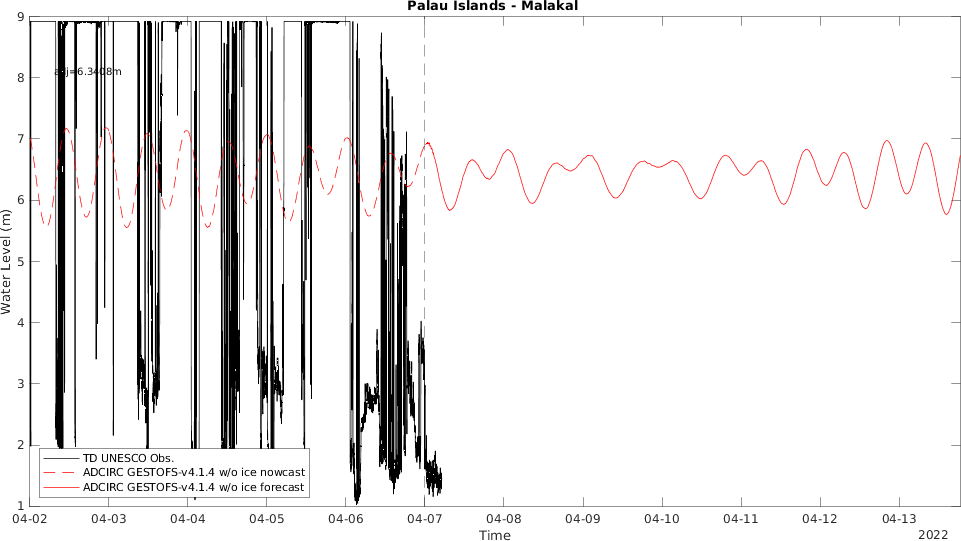 Palau Islands - Malakal
adj=6.3408m
Water Level (m)
9
8
7
6
5
4
3
2
1
TD UNESCO Obs.
ADCIRC GESTOFS-v4.1.4 w/o ice nowcast
ADCIRC GESTOFS-v4.1.4 w/o ice forecast
04-02 04-03 04-04 04-05 04-06 04-07 04-08 04-09 04-10 04-11 04-12 04-13
Time
2022